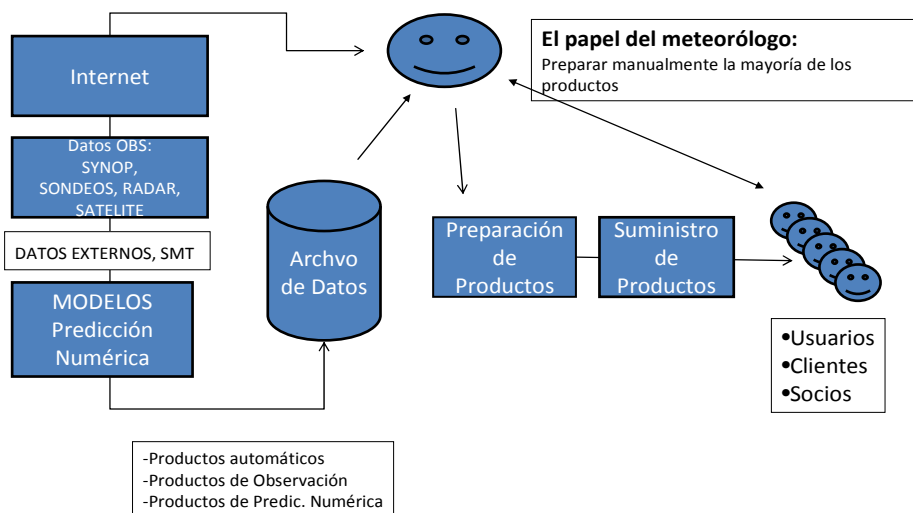 Internet
Datos OBS:
SYNOP,
SONDEOS, RADAR,
SATELITE
DATOS EXTERNOS, SMT
MODELOS
Predicción
Numérica
Archvo
de Datos
El papel del meteorólogo:
Preparar manualmente la mayoría de los
productos
Preparación
de
Productos
Suministro
de
Productos
•Usuarios
•Clientes
•Socios
-Productos automáticos
-Productos de Observación
-Productos de Predic. Numérica